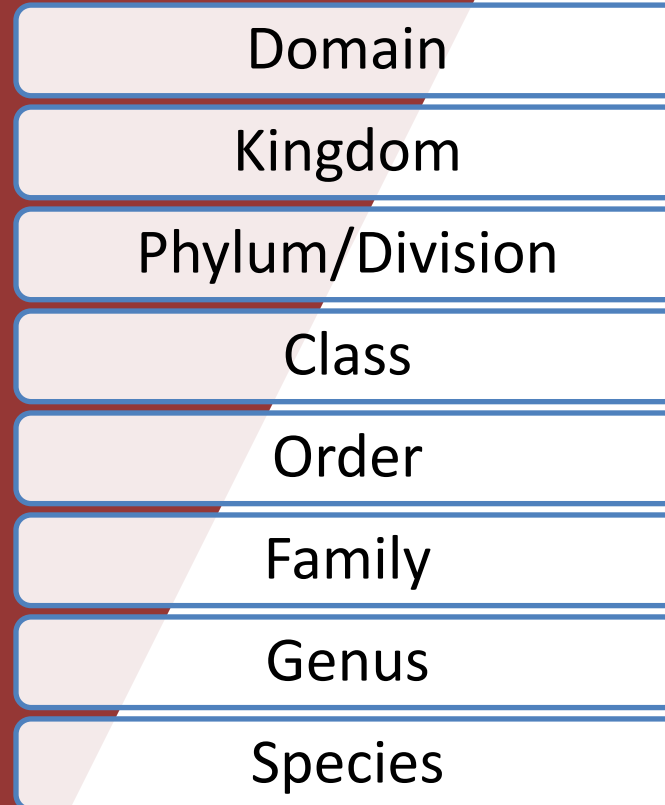 Domain
Kingdom
Phylum/Division
Class
Order
Family
Genus
Species